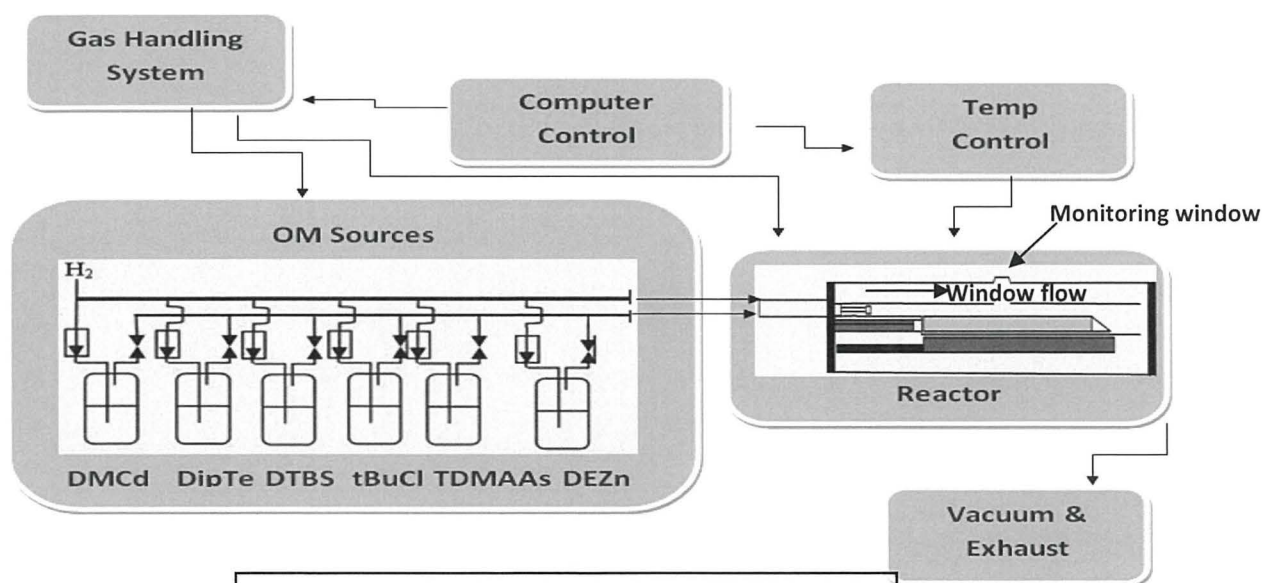 Gas Handling
System
Computer
Control
Temp
Control
Monitoring window
OM Sources
H₂
Window flow
Reactor
DMCd DipTe DTBS tBuCl TDMAAs DEZn
Vacuum &
Exhaust